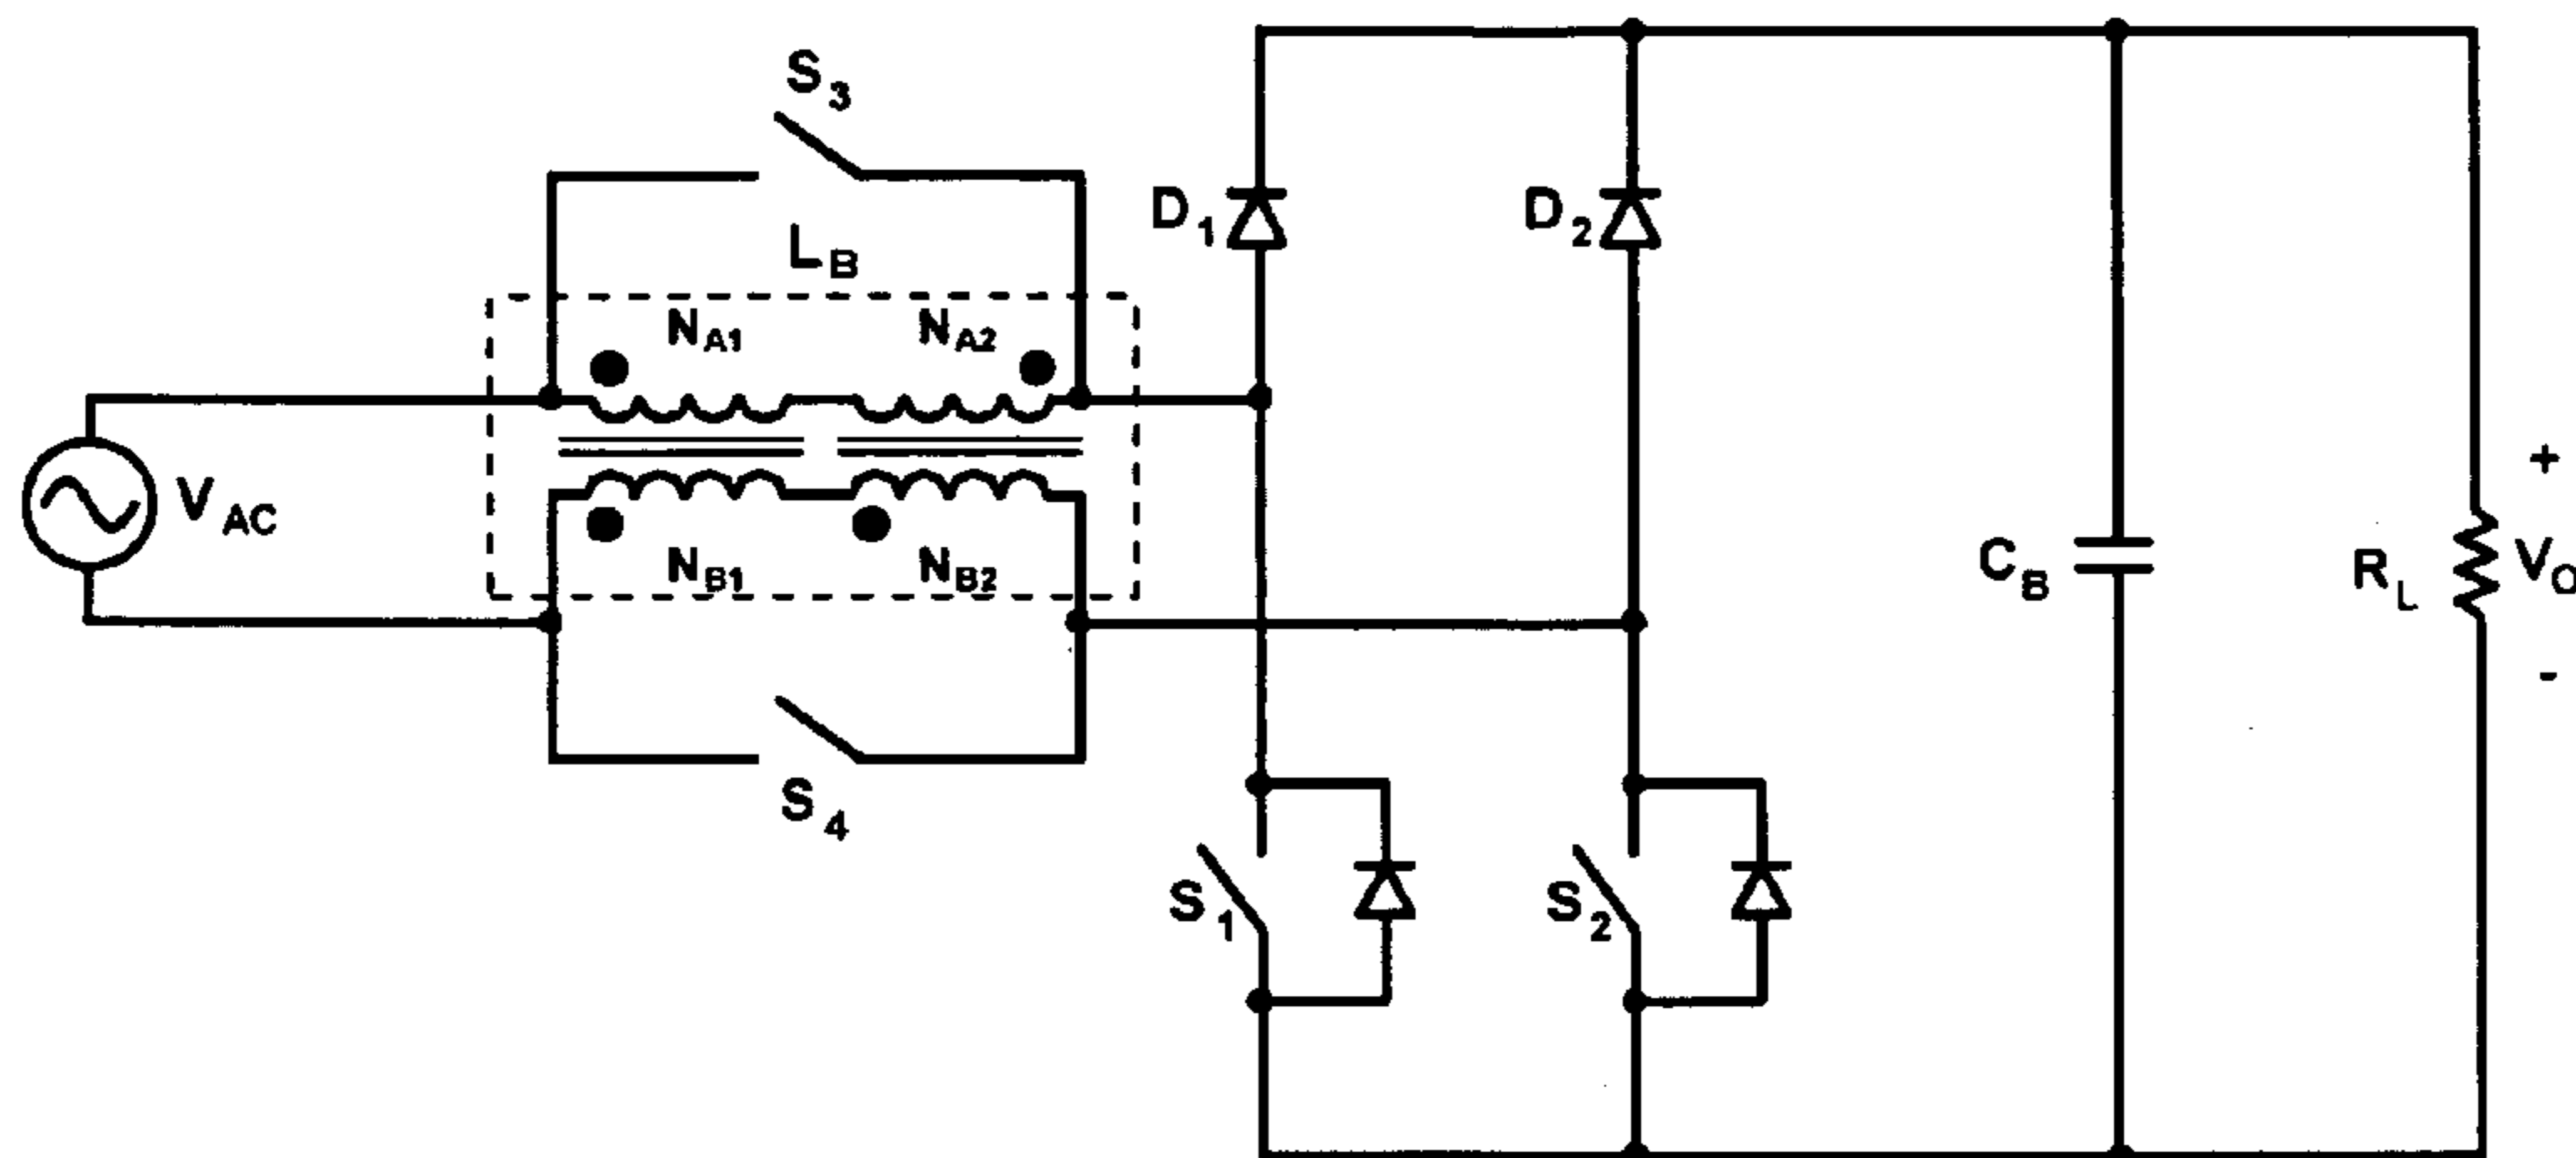 S3
LB
NA1
NA2
D1
D2
VAC
NB1
NB2
S4
S1
S2
CB
RL
+
VO
-